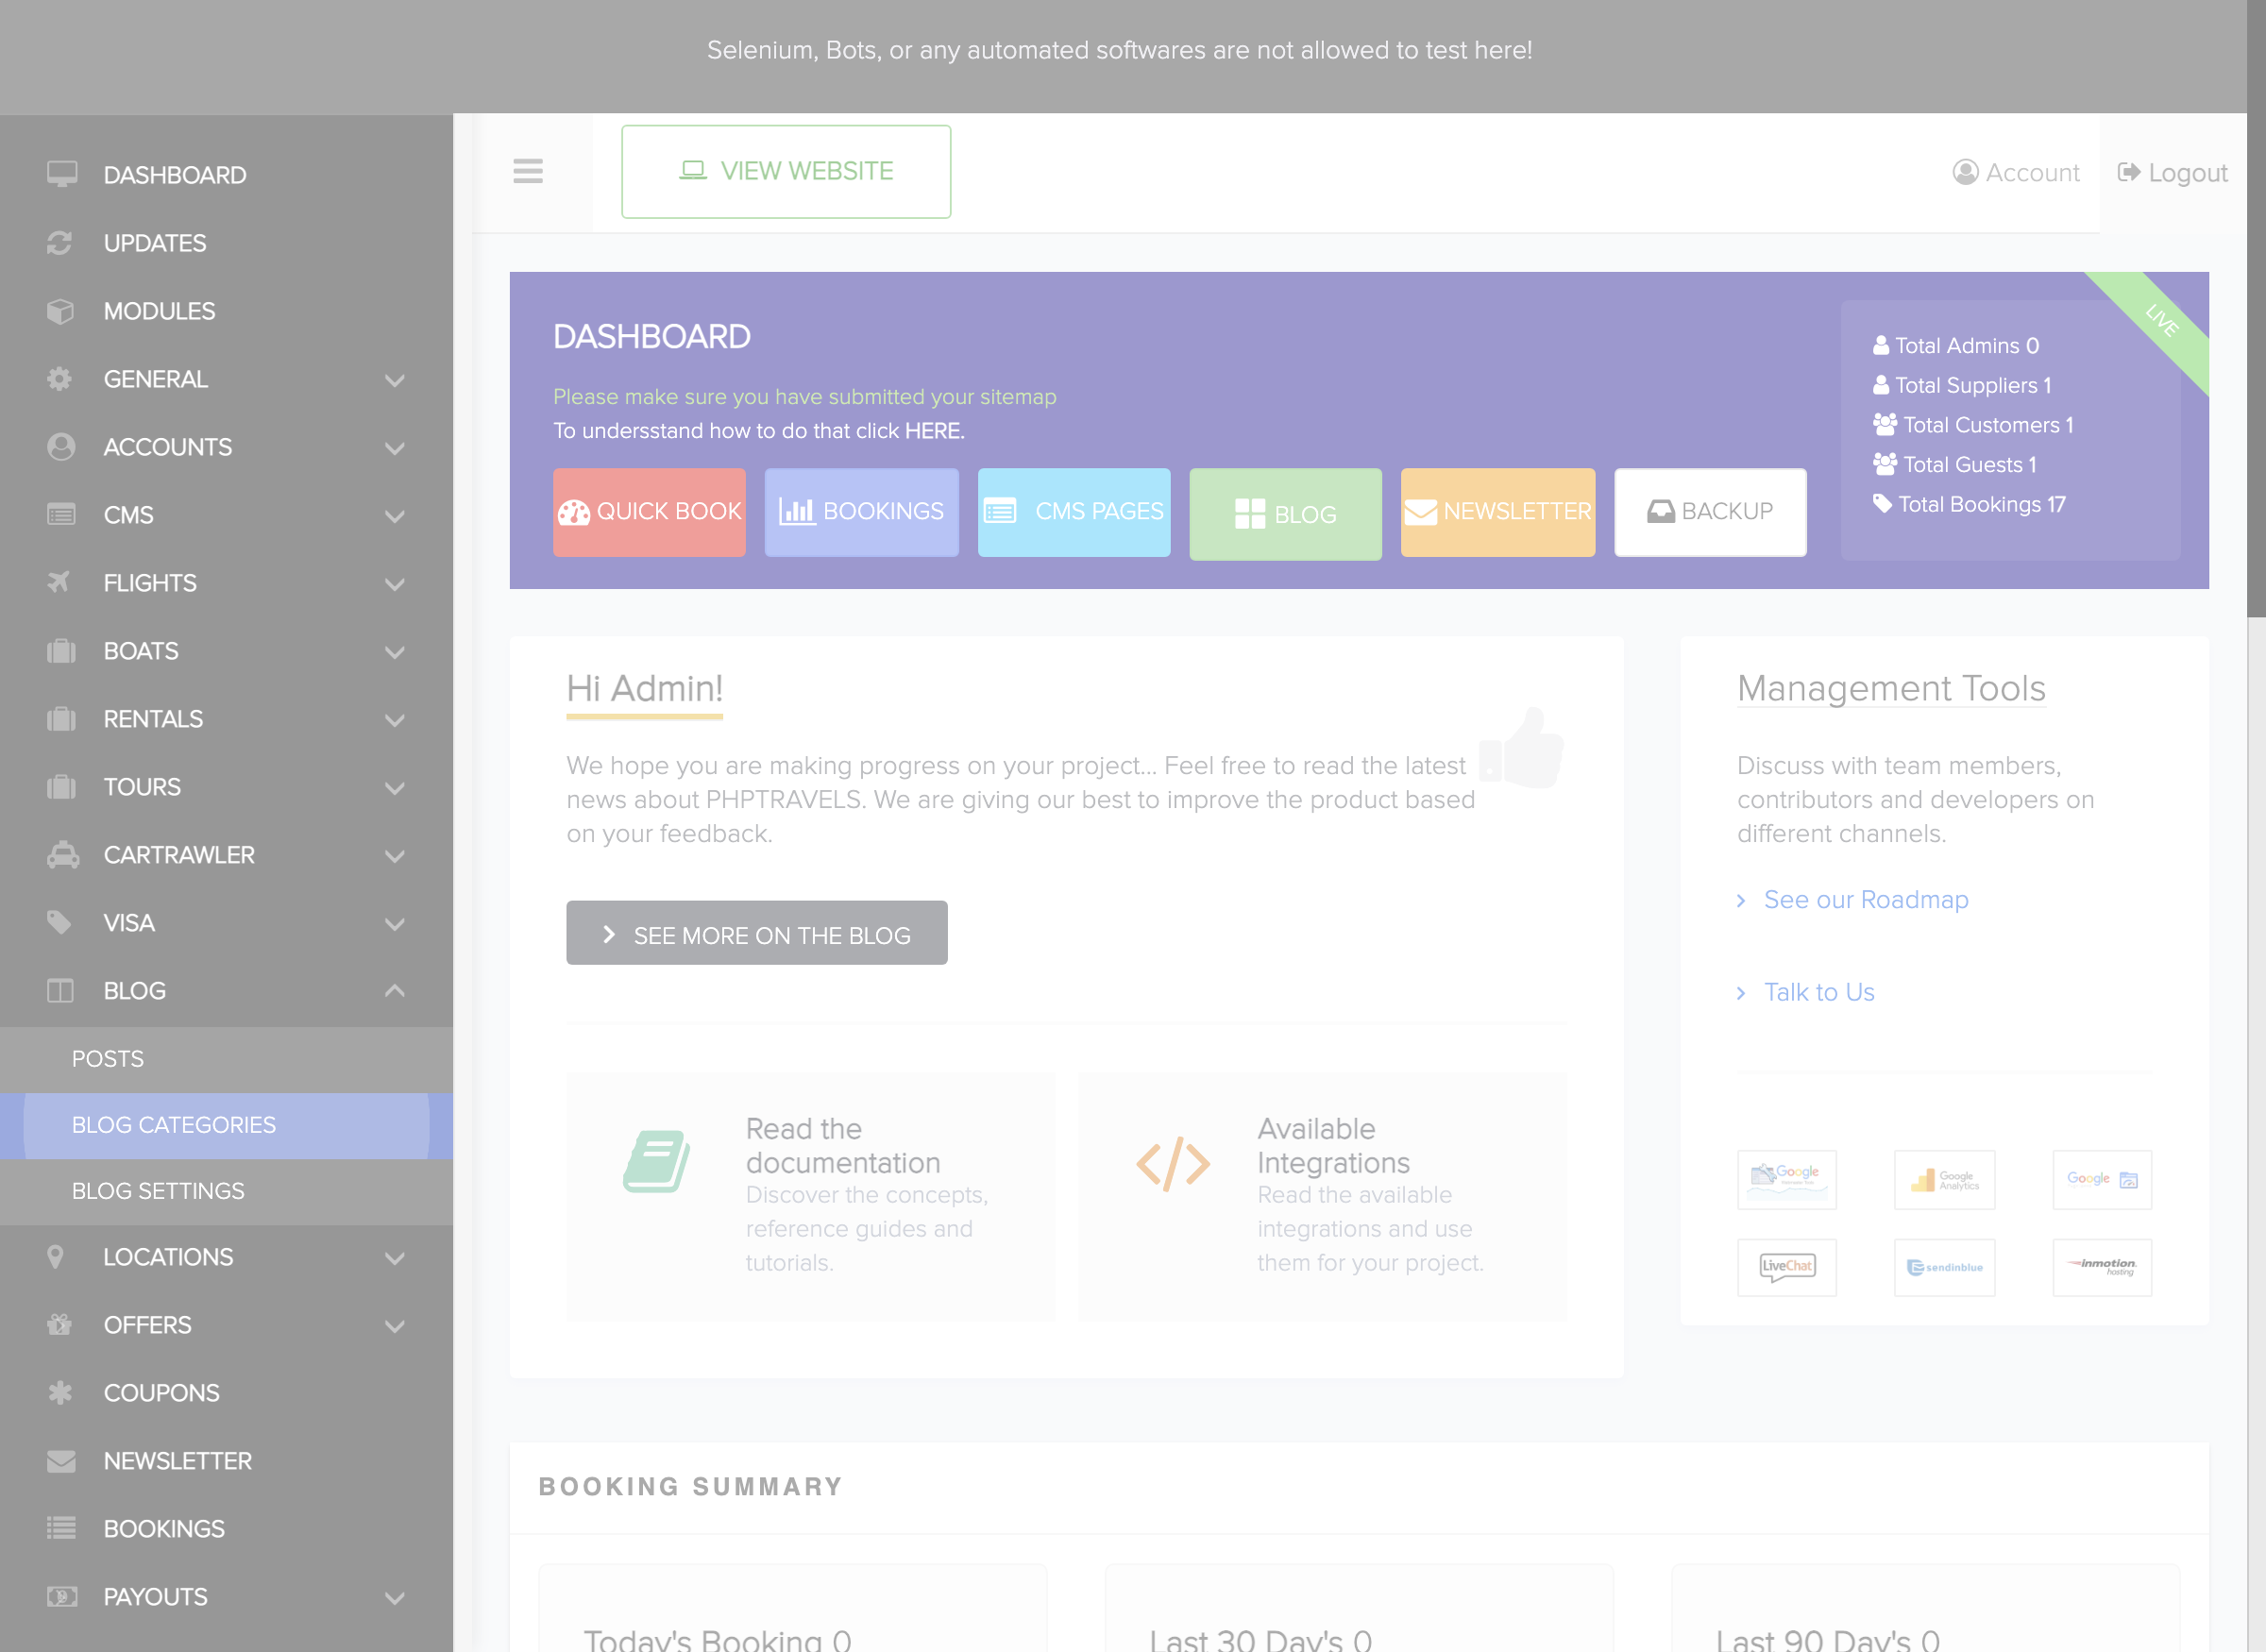 Selenium, Bots, or any automated softwares are not allowed to test here!
DASHBOARD
UPDATES
MODULES
GENERAL
ACCOUNTS
CMS
FLIGHTS
BOATS
RENTALS
TOURS
CARTRAWLER
VISA
BLOG
POSTS
BLOG CATEGORIES
BLOG SETTINGS
LOCATIONS
OFFERS
COUPONS
NEWSLETTER
BOOKINGS
PAYOUTS
VIEW WEBSITE
Account
Logout
DASHBOARD
Please make sure you have submitted your sitemap
To undersstand how to do that click HERE.
QUICK BOOK
BOOKINGS
CMS PAGES
BLOG
NEWSLETTER
BACKUP
LIVE
Total Admins 0
Total Suppliers 1
Total Customers 1
Total Guests 1
Total Bookings 17
Hi Admin!
We hope you are making progress on your project... Feel free to read the latest
news about PHPTRAVELS. We are giving our best to improve the product based
on your feedback.
SEE MORE ON THE BLOG
Read the
documentation
Discover the concepts,
reference guides and
tutorials.
Available
Integrations
Read the available
integrations and use
them for your project.
Management Tools
Discuss with team members,
contributors and developers on
different channels.
See our Roadmap
Talk to Us
Google
Google
Analytics
Google
LiveChat
sendinblue
inmotion
hosting
BOOKING SUMMARY
Today's Booking 0
Last 30 Day's 0
Last 90 Day's 0